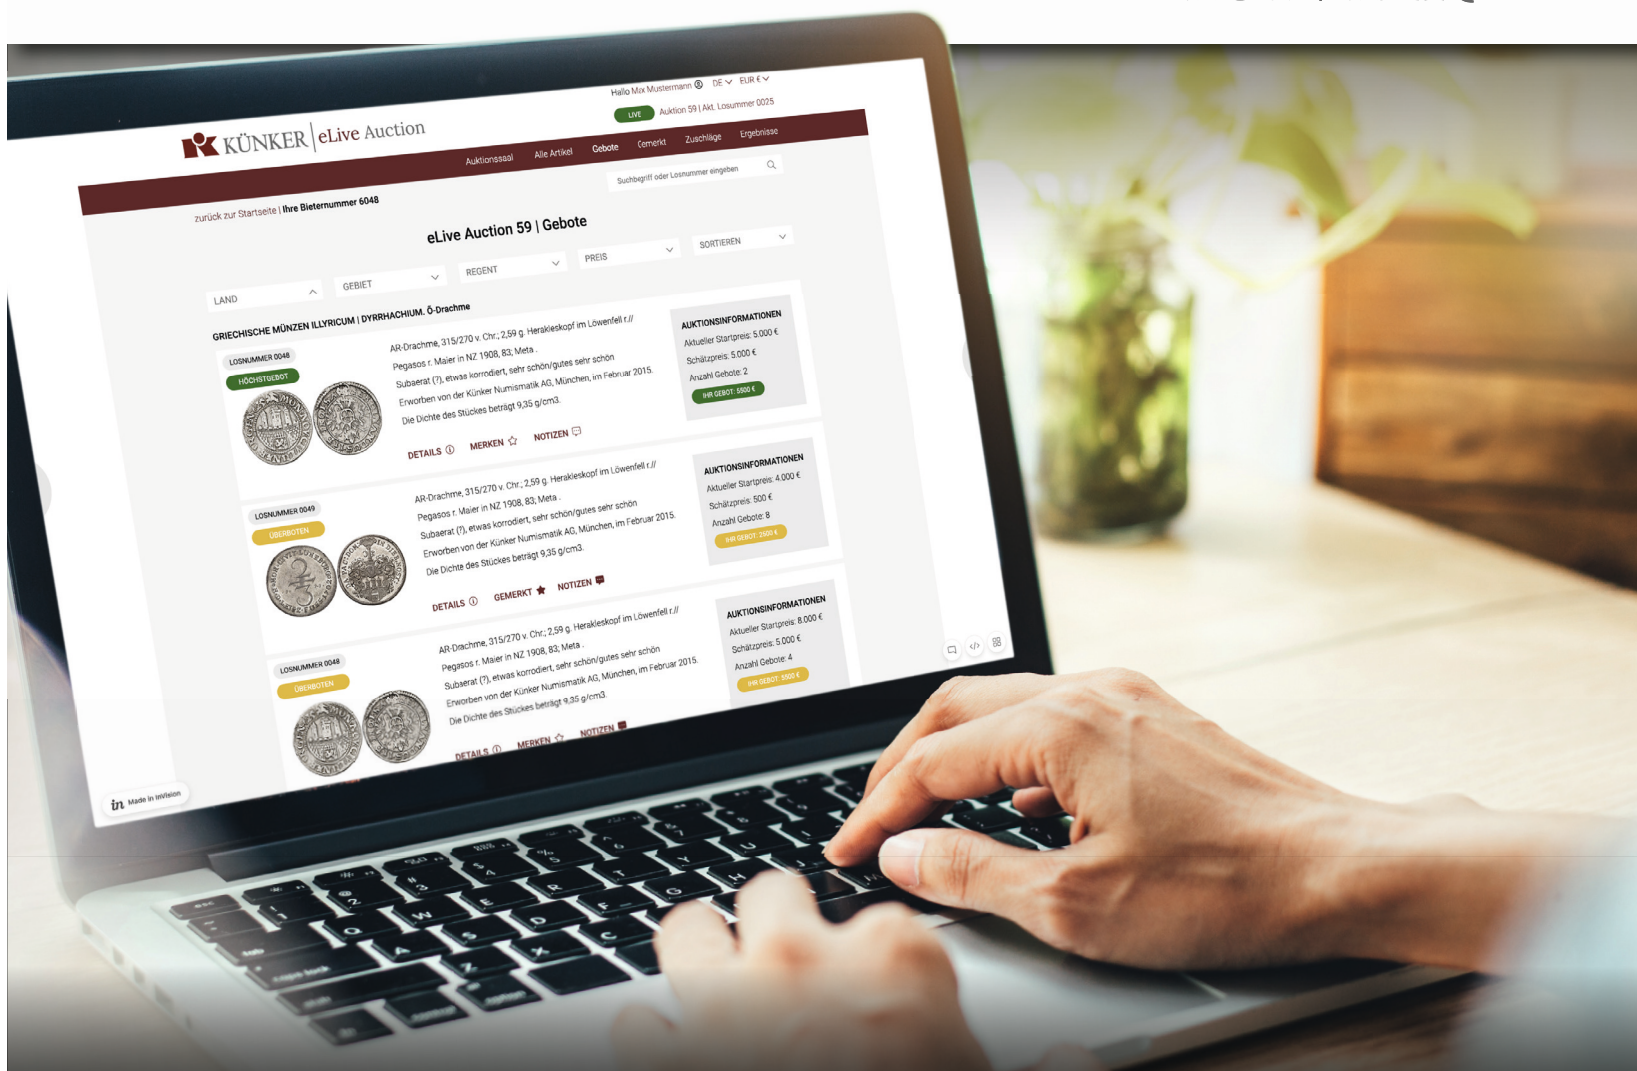 Hallo Max Mustermann DE EUR €
LIVE Auktion 59 | Akt. Losummer 0025
KÜNKER eLive Auction
Auktionssaal Alle Artikel Gebote Gemerkt Zuschläge Ergebnisse
Suchbegriff oder Losnummer eingeben
zurück zur Startseite | Ihre Bieternummer 6048
eLive Auction 59 | Gebote
LAND GEBIET REGENT PREIS SORTIEREN
GRIECHISCHE MÜNZEN ILLYRICUM | DYRRHACHIUM. Ö-Drachme
LOSNUMMER 0048
HÖCHSTGEBOT
AR-Drachme, 315/270 v. Chr.; 2,59 g. Herakleskopf im Löwenfell r.//
Pegasos r. Maier in NZ 1908, 83; Meta .
Subaerat (?), etwas korrodiert, sehr schön/gutes sehr schön
Erworben von der Künker Numismatik AG, München, im Februar 2015.
Die Dichte des Stückes beträgt 9,35 g/cm3.
DETAILS MERKEN NOTIZEN
AUKTIONSINFORMATIONEN
Aktueller Startpreis: 5.000 €
Schätzpreis: 5.000 €
Anzahl Gebote: 2
IHR GEBOT: 5500 €
LOSNUMMER 0049
ÜBERBOTEN
AR-Drachme, 315/270 v. Chr.; 2,59 g. Herakleskopf im Löwenfell r.//
Pegasos r. Maier in NZ 1908, 83; Meta .
Subaerat (?), etwas korrodiert, sehr schön/gutes sehr schön
Erworben von der Künker Numismatik AG, München, im Februar 2015.
Die Dichte des Stückes beträgt 9,35 g/cm3.
DETAILS GEMERKT NOTIZEN
AUKTIONSINFORMATIONEN
Aktueller Startpreis: 4.000 €
Schätzpreis: 500 €
Anzahl Gebote: 8
IHR GEBOT: 2600 €
LOSNUMMER 0048
ÜBERBOTEN
AR-Drachme, 315/270 v. Chr.; 2,59 g. Herakleskopf im Löwenfell r.//
Pegasos r. Maier in NZ 1908, 83; Meta .
Subaerat (?), etwas korrodiert, sehr schön/gutes sehr schön
Erworben von der Künker Numismatik AG, München, im Februar 2015.
Die Dichte des Stückes beträgt 9,35 g/cm3.
DETAILS MERKEN NOTIZEN
AUKTIONSINFORMATIONEN
Aktueller Startpreis: 8.000 €
Schätzpreis: 5.000 €
Anzahl Gebote: 4
IHR GEBOT: 5500 €
in Made in InVision